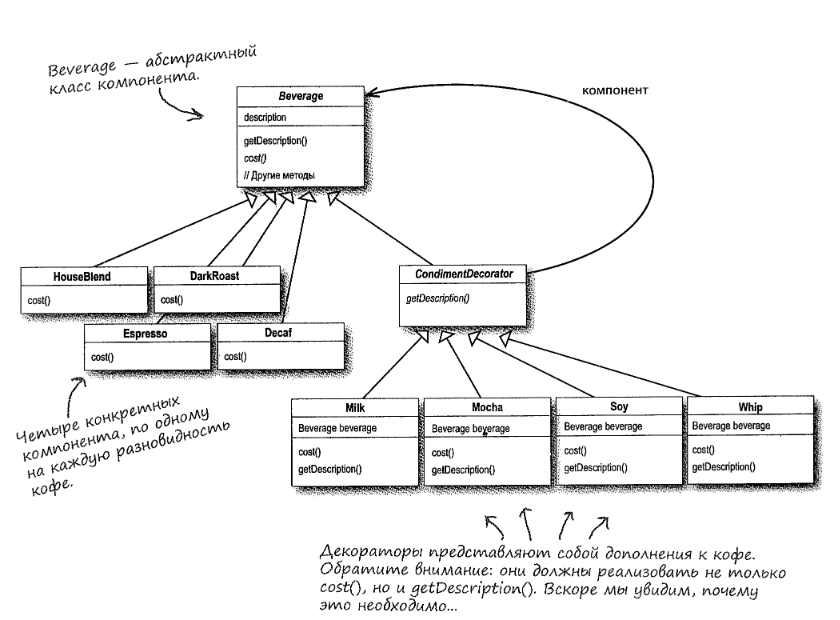 Beverage — абстрактный
класс компонента.
Beverage
description
getDescription()
cost()
// Другие методы
компонент
HouseBlend
cost()
DarkRoast
cost()
Espresso
cost()
Decaf
cost()
CondimentDecorator
getDescription()
Четыре конкретных
компонента, по одному
на каждую разновидность
кофе.
Milk
Beverage beverage
cost()
getDescription()
Mocha
Beverage beverage
cost()
getDescription()
Soy
Beverage beverage
cost()
getDescription()
Whip
Beverage beverage
cost()
getDescription()
Декораторы представляют собой дополнения к кофе.
Обратите внимание: они должны реализовать не только
cost(), но и getDescription(). Вскоре мы увидим, почему
это необходимо...